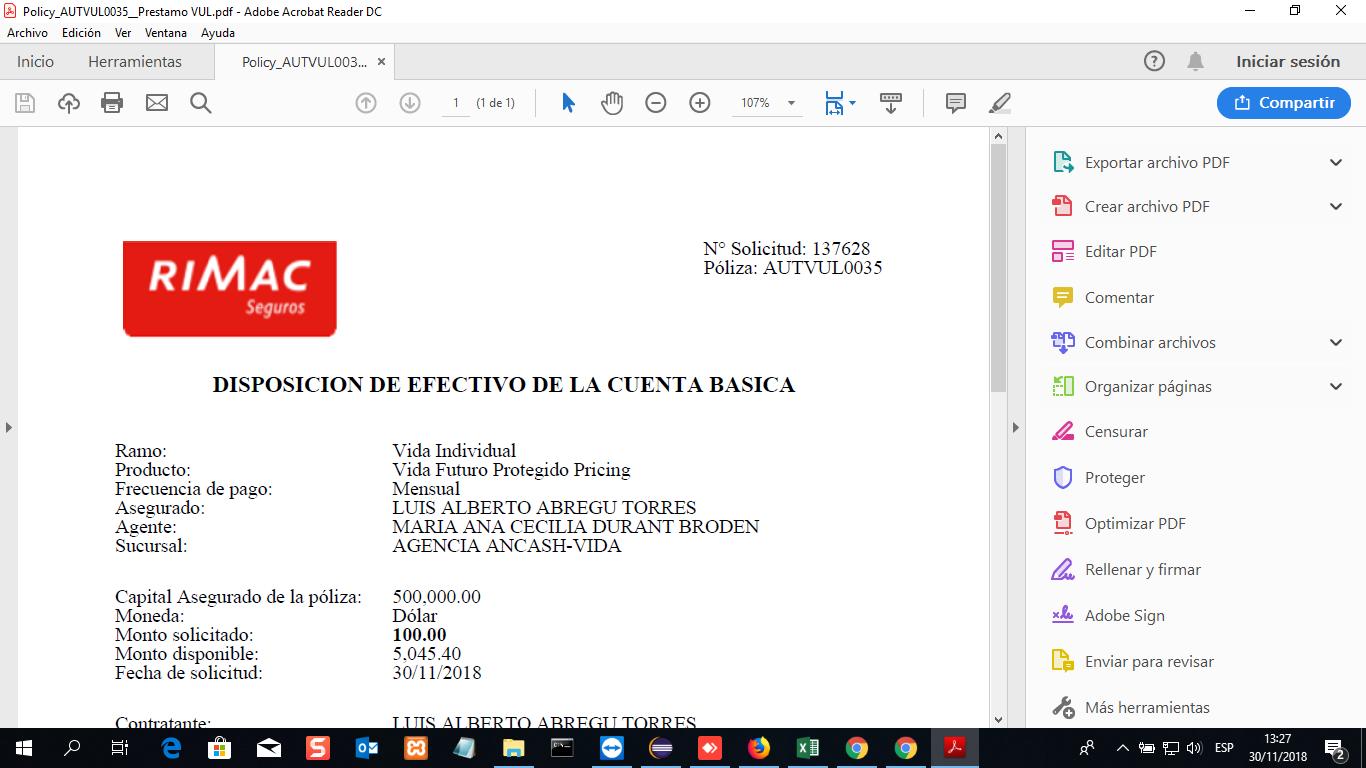 Policy_AUTVUL0035__Prestamo VUL.pdf - Adobe Acrobat Reader DC
Archivo Edición Ver Ventana Ayuda
Inicio Herramientas Policy_AUTVUL003... × Iniciar sesión
1 (1 de 1) 107% Compartir
RIMAC
Seguros
N° Solicitud: 137628
Póliza: AUTVUL0035
DISPOSICION DE EFECTIVO DE LA CUENTA BASICA
Ramo: Vida Individual
Producto: Vida Futuro Protegido Pricing
Frecuencia de pago: Mensual
Asegurado: LUIS ALBERTO ABREGU TORRES
Agente: MARIA ANA CECILIA DURANT BRODEN
Sucursal: AGENCIA ANCASH-VIDA
Capital Asegurado de la póliza: 500,000.00
Moneda: Dólar
Monto solicitado: 100.00
Monto disponible: 5,045.40
Fecha de solicitud: 30/11/2018
Contratante: LUIS ALBERTO ABREGU TORRES
Exportar archivo PDF
Crear archivo PDF
Editar PDF
Comentar
Combinar archivos
Organizar páginas
Censurar
Proteger
Optimizar PDF
Rellenar y firmar
Adobe Sign
Enviar para revisar
Más herramientas
ESP
13:27
30/11/2018
2